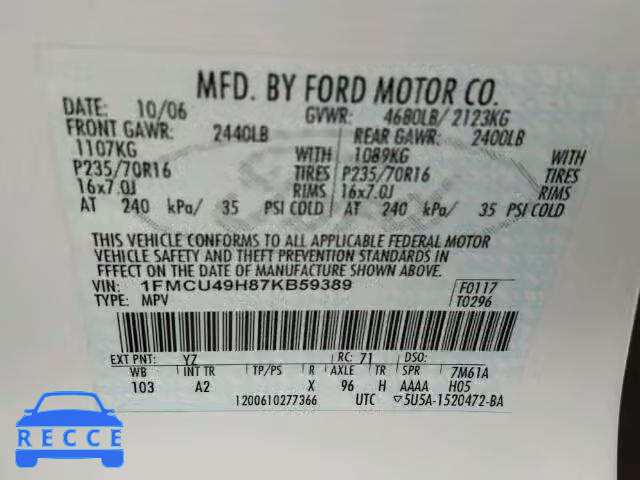 MFD. BY FORD MOTOR CO.
DATE: 10/06 GVWR: 4680LB/ 2123KG
FRONT GAWR: 2440LB REAR GAWR: 2400LB
1107KG WITH 1089KG WITH
P235/70R16 TIRES P235/70R16 TIRES
16x7.0J RIMS 16x7.0J RIMS
AT 240 kPa/ 35 PSI COLD AT 240 kPa/ 35 PSI COLD
THIS VEHICLE CONFORMS TO ALL APPLICABLE FEDERAL MOTOR
VEHICLE SAFETY AND THEFT PREVENTION STANDARDS IN
EFFECT ON THE DATE OF MANUFACTURE SHOWN ABOVE.
VIN: 1FMCU49H87KB59389 F0117
TYPE: MPV T0296
EXT PNT: YZ RC: 71 DSO:
WB INT TR TP/PS R AXLE TR SPR 7M61A
103 A2 X 96 H AAAA H05
1200610277366 UTC ▽5U5A-1520472-BA
RECCE